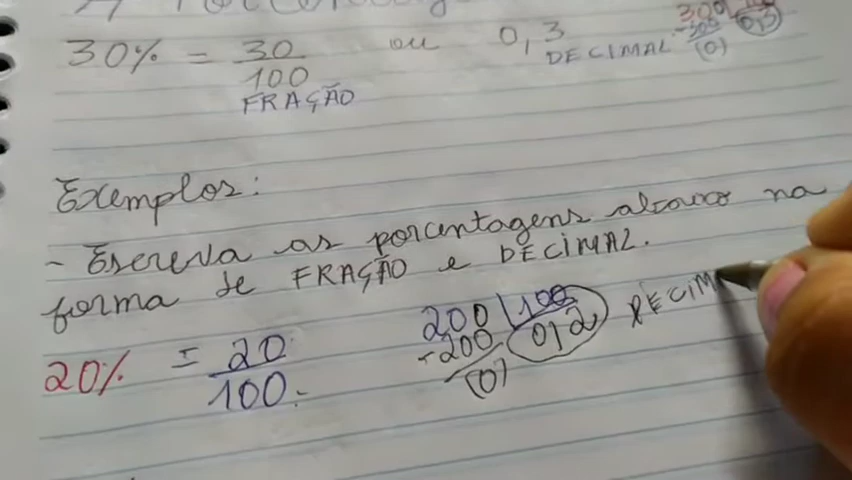 30% = 30/100 ou 0,3
FRAÇÃO DECIMAL
300
-300
(0) 0,3
Exemplos:
- Escreva as porcentagens abaixo na
forma de FRAÇÃO e DECIMAL.
20% = 20/100
200 100
-200 0,2 DECIM
(0)